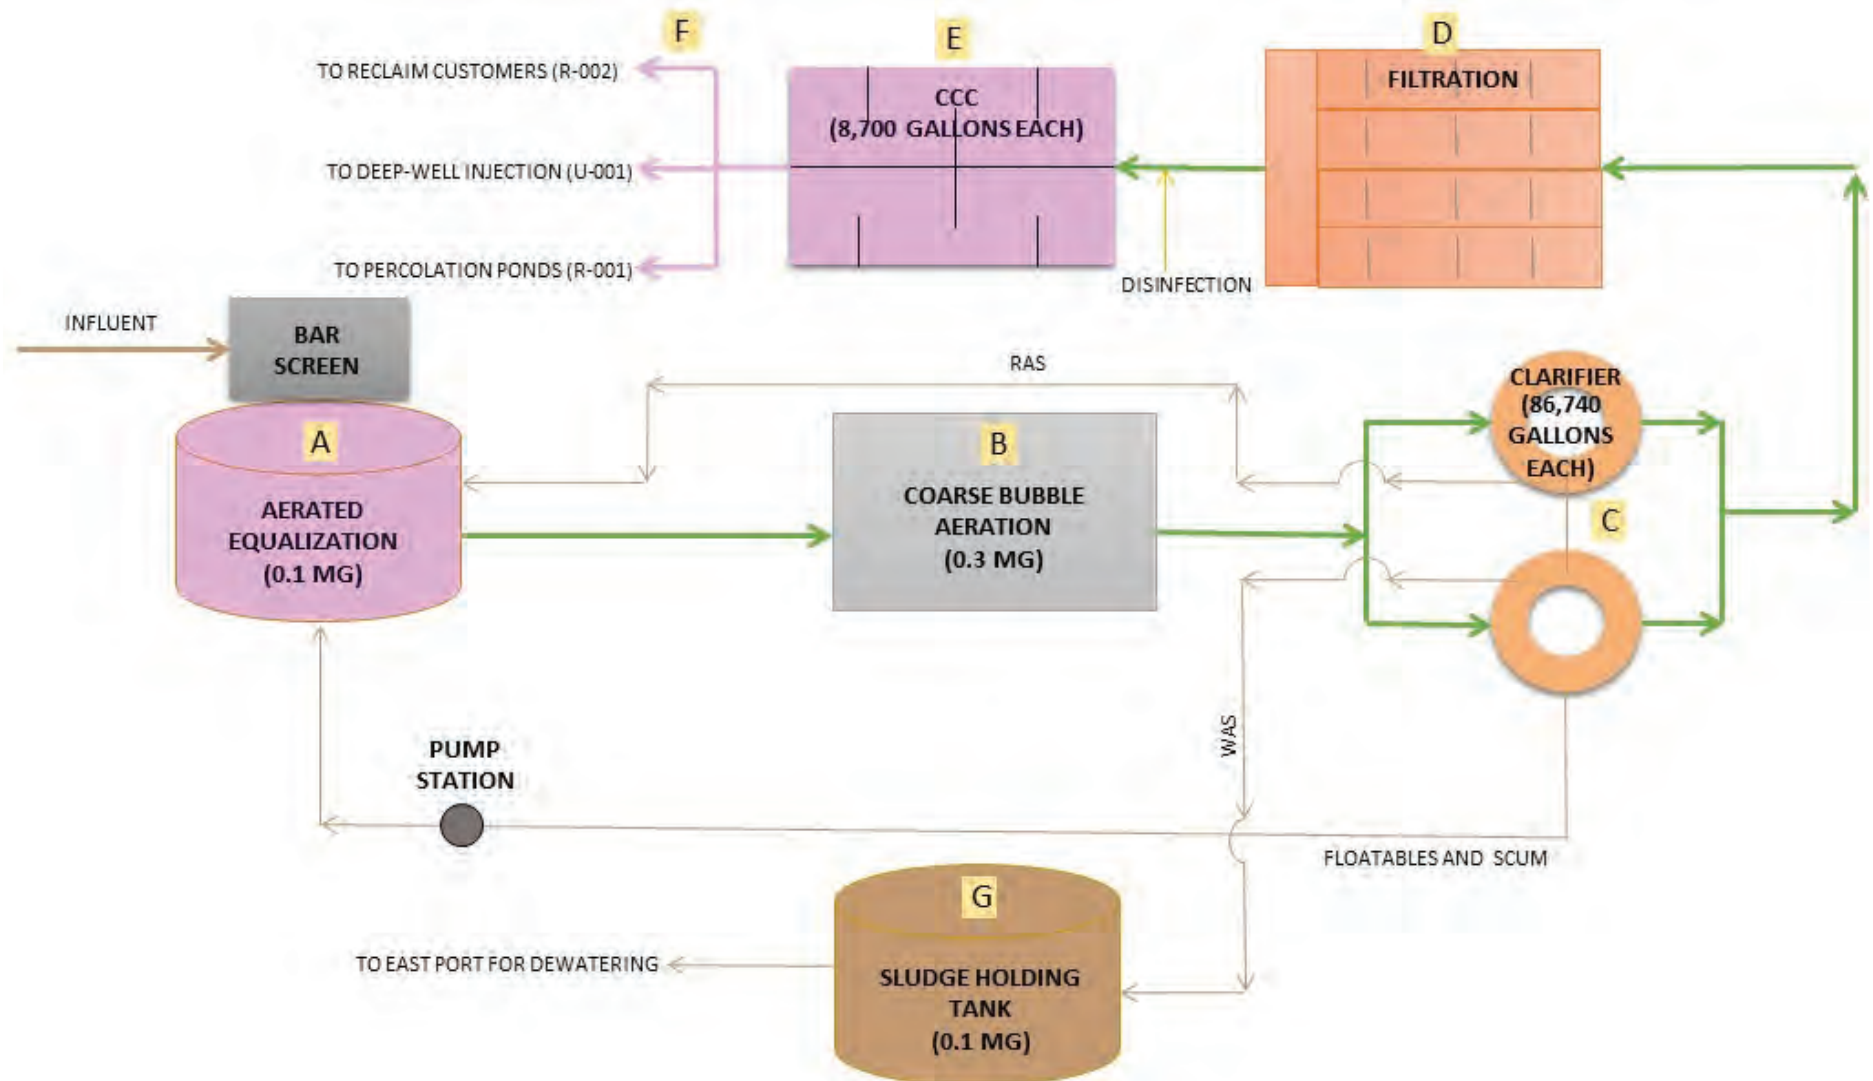 F
E
D
TO RECLAIM CUSTOMERS (R-002)
CCC
(8,700 GALLONS EACH)
FILTRATION
TO DEEP-WELL INJECTION (U-001)
TO PERCOLATION PONDS (R-001)
DISINFECTION
INFLUENT
BAR
SCREEN
RAS
CLARIFIER
(86,740
GALLONS
EACH)
A
AERATED
EQUALIZATION
(0.1 MG)
B
COARSE BUBBLE
AERATION
(0.3 MG)
C
WAS
PUMP
STATION
FLOATABLES AND SCUM
G
TO EAST PORT FOR DEWATERING
SLUDGE HOLDING
TANK
(0.1 MG)